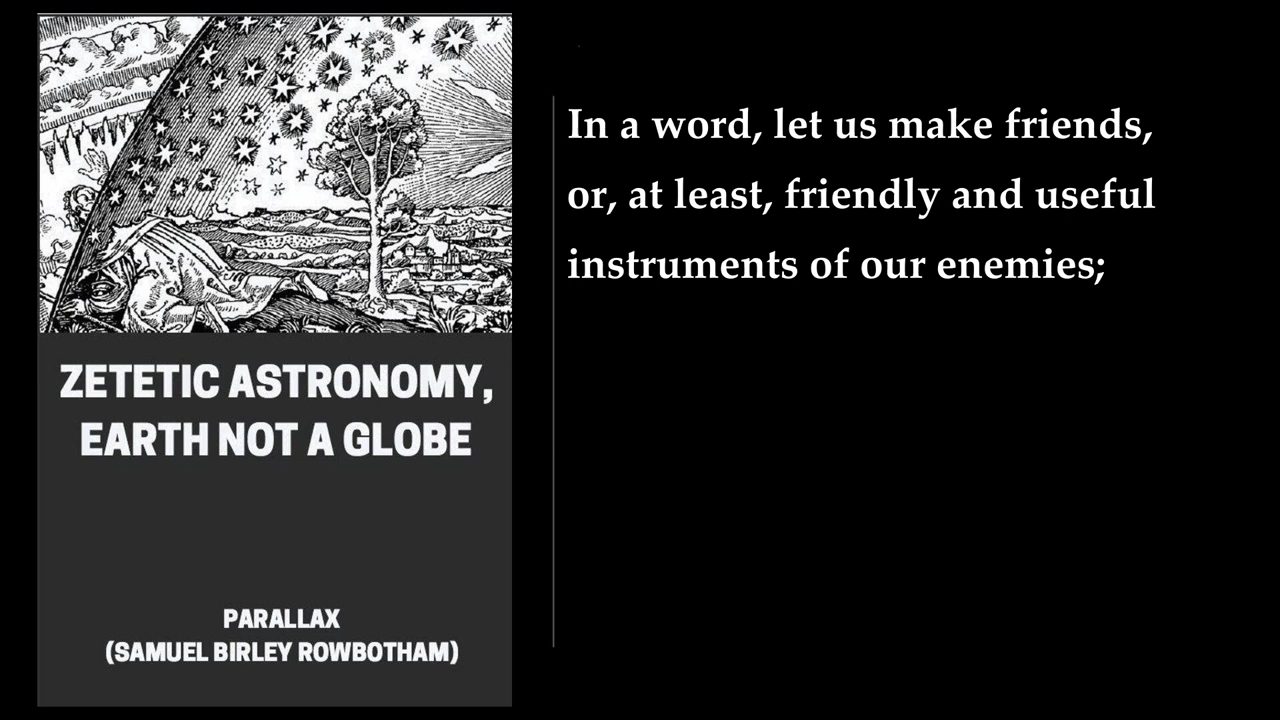 ZETETIC ASTRONOMY,
EARTH NOT A GLOBE
PARALLAX
(SAMUEL BIRLEY ROWBOTHAM)
In a word, let us make friends,
or, at least, friendly and useful
instruments of our enemies;